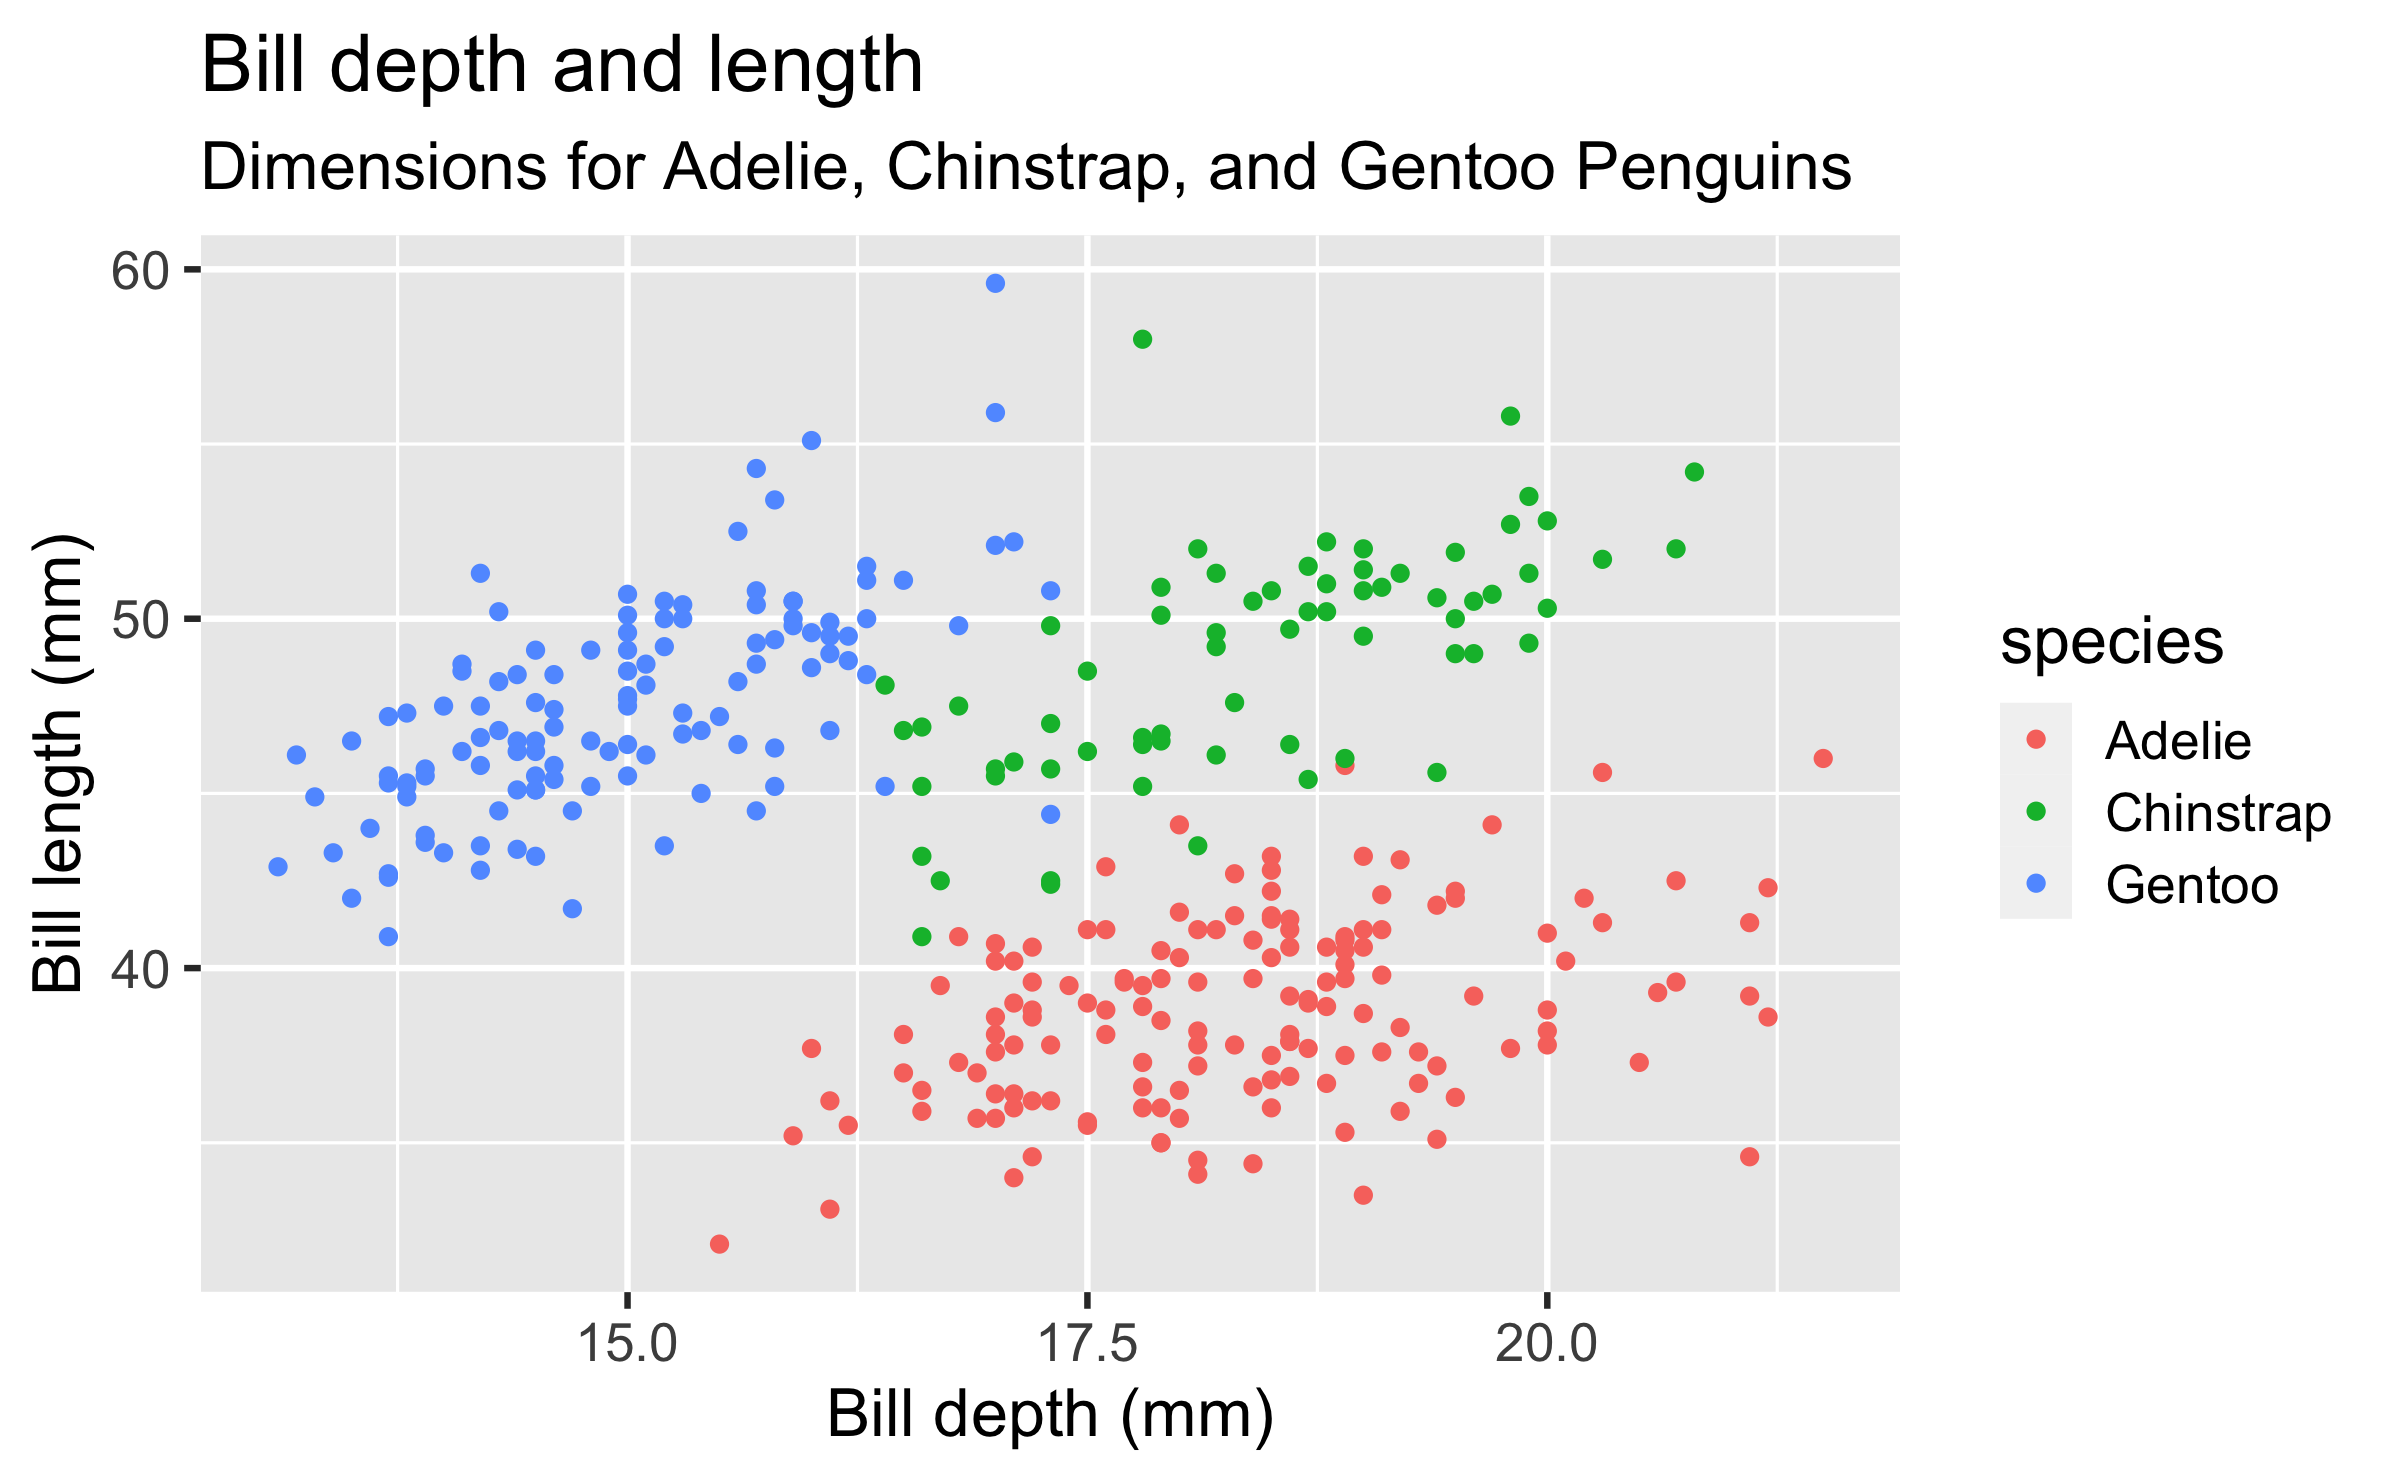 Bill depth and length
Dimensions for Adelie, Chinstrap, and Gentoo Penguins
60
50
40
Bill length (mm)
15.0 17.5 20.0
Bill depth (mm)
species
Adelie
Chinstrap
Gentoo